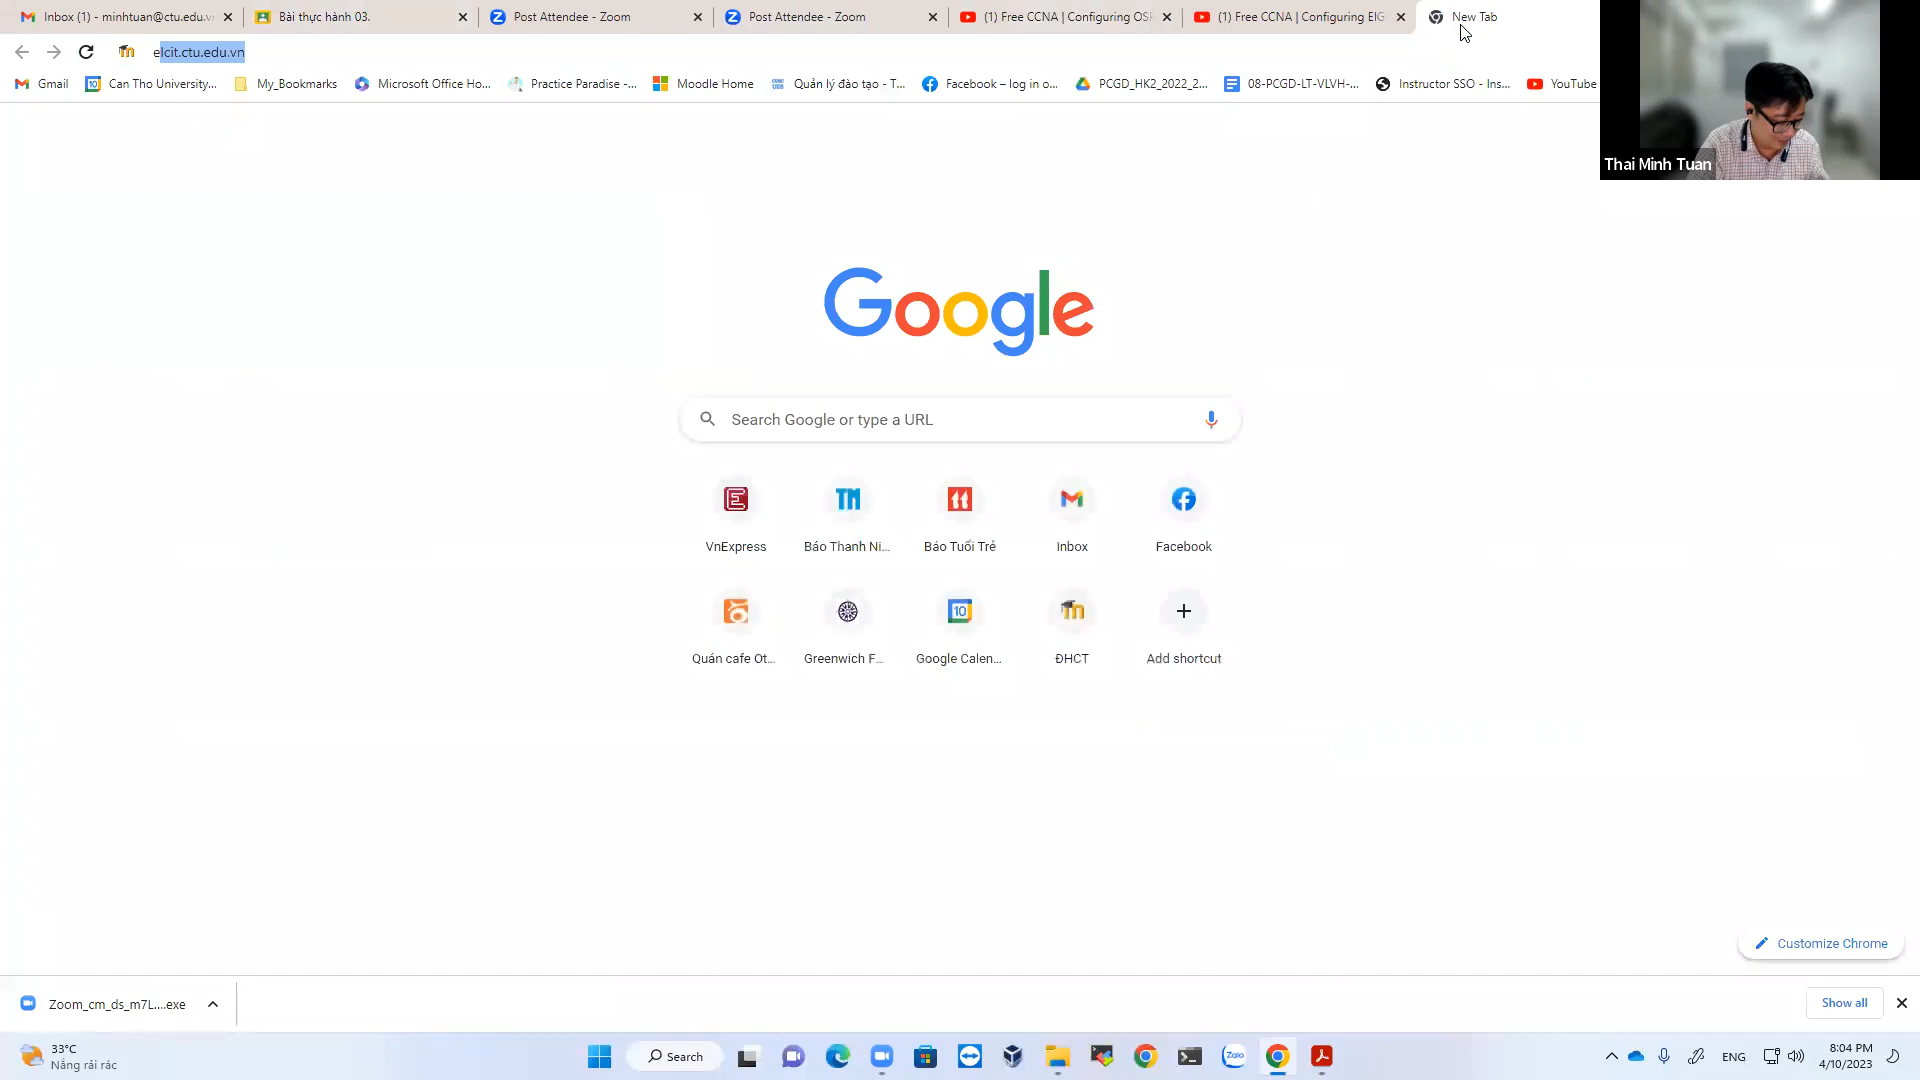 Inbox (1) - minhtuan@ctu.edu.v
Bài thực hành 03.
Post Attendee - Zoom
Post Attendee - Zoom
(1) Free CCNA | Configuring OSP
(1) Free CCNA | Configuring EIG
New Tab
elcit.ctu.edu.vn
Gmail
Can Tho University...
My_Bookmarks
Microsoft Office Ho...
Practice Paradise -...
Moodle Home
Quản lý đào tạo - T...
Facebook – log in o...
PCGD_HK2_2022_2...
08-PCGD-LT-VLVH-...
Instructor SSO - Ins...
YouTube
Thai Minh Tuan
Google
Search Google or type a URL
VnExpress
Báo Thanh Ni...
Báo Tuổi Trẻ
Inbox
Facebook
Quán cafe Ot...
Greenwich F...
Google Calen...
ĐHCT
Add shortcut
Customize Chrome
Zoom_cm_ds_m7L....exe
Show all
33°C
Nắng rải rác
Search
Zalo
ENG
8:04 PM
4/10/2023